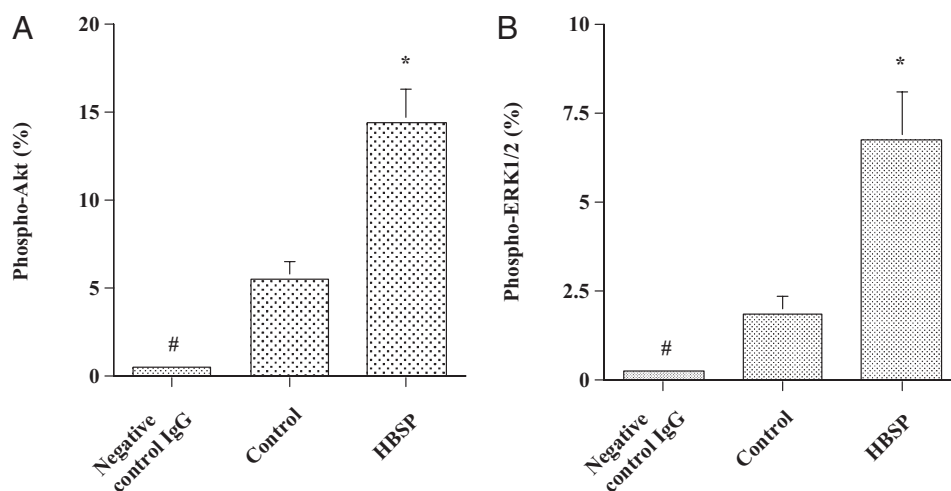 A
Phospho-Akt (%)
20
15
10
5
0
#
*
Negative
control IgG
Control
HBSP
B
Phospho-ERK1/2 (%)
10
7.5
5
2.5
0
#
*
Negative
control IgG
Control
HBSP